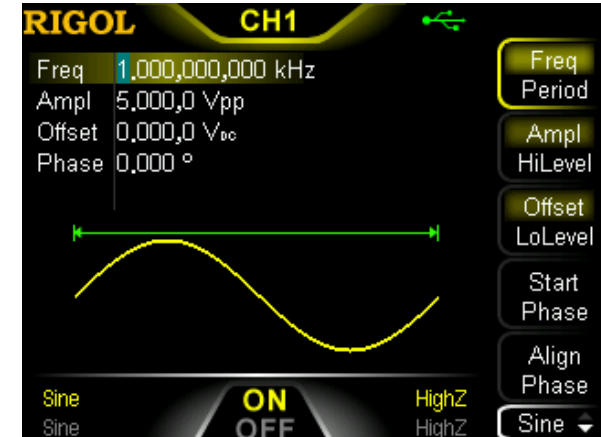 RIGOL CH1
Freq 1.000,000,000 kHz
Ampl 5.000,0 Vpp
Offset 0.000,0 VDC
Phase 0.000 °
Freq
Period
Ampl
HiLevel
Offset
LoLevel
Start
Phase
Align
Phase
Sine
Sine ON HighZ
Sine OFF HighZ